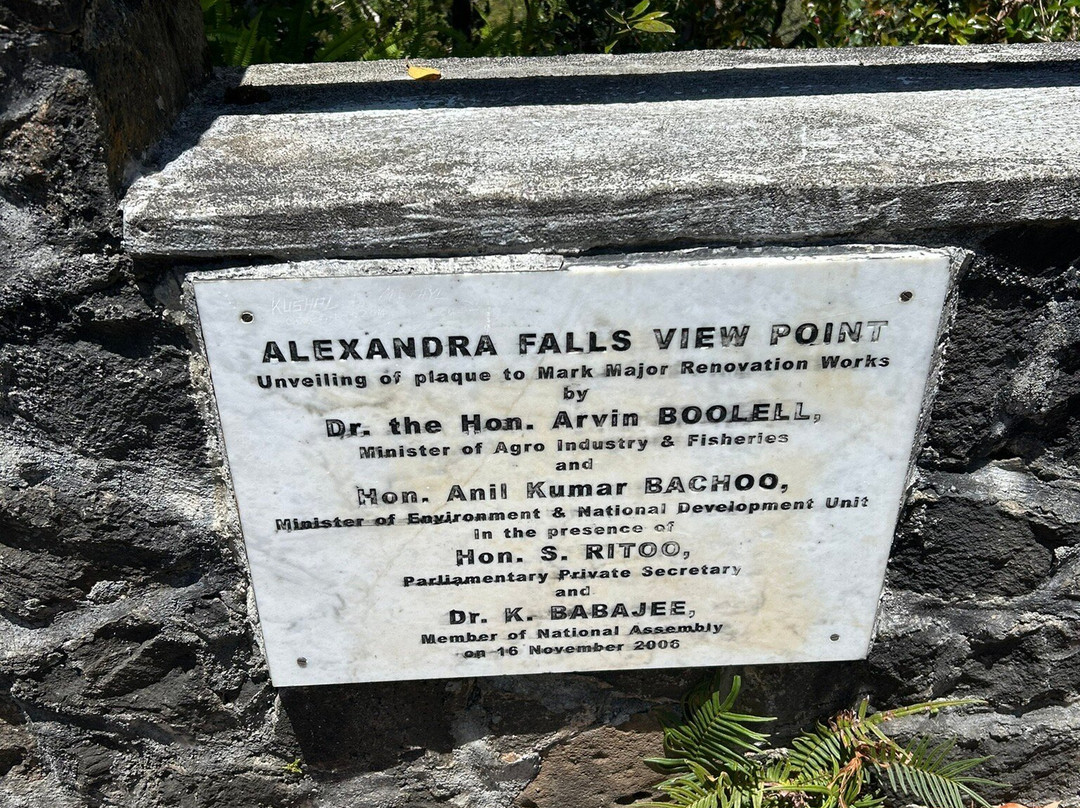 KUSHEL
ALEXANDRA FALLS VIEW POINT
Unveiling of plaque to Mark Major Renovation Works
by
Dr. the Hon. Arvin BOOLELL,
Minister of Agro Industry & Fisheries
and
Hon. Anil Kumar BACHOO,
Minister of Environment & National Development Unit
In the presence of
Hon. S. RITOO,
Parliamentary Private Secretary
and
Dr. K. BABAJEE,
Member of National Assembly
on 16 November 2006